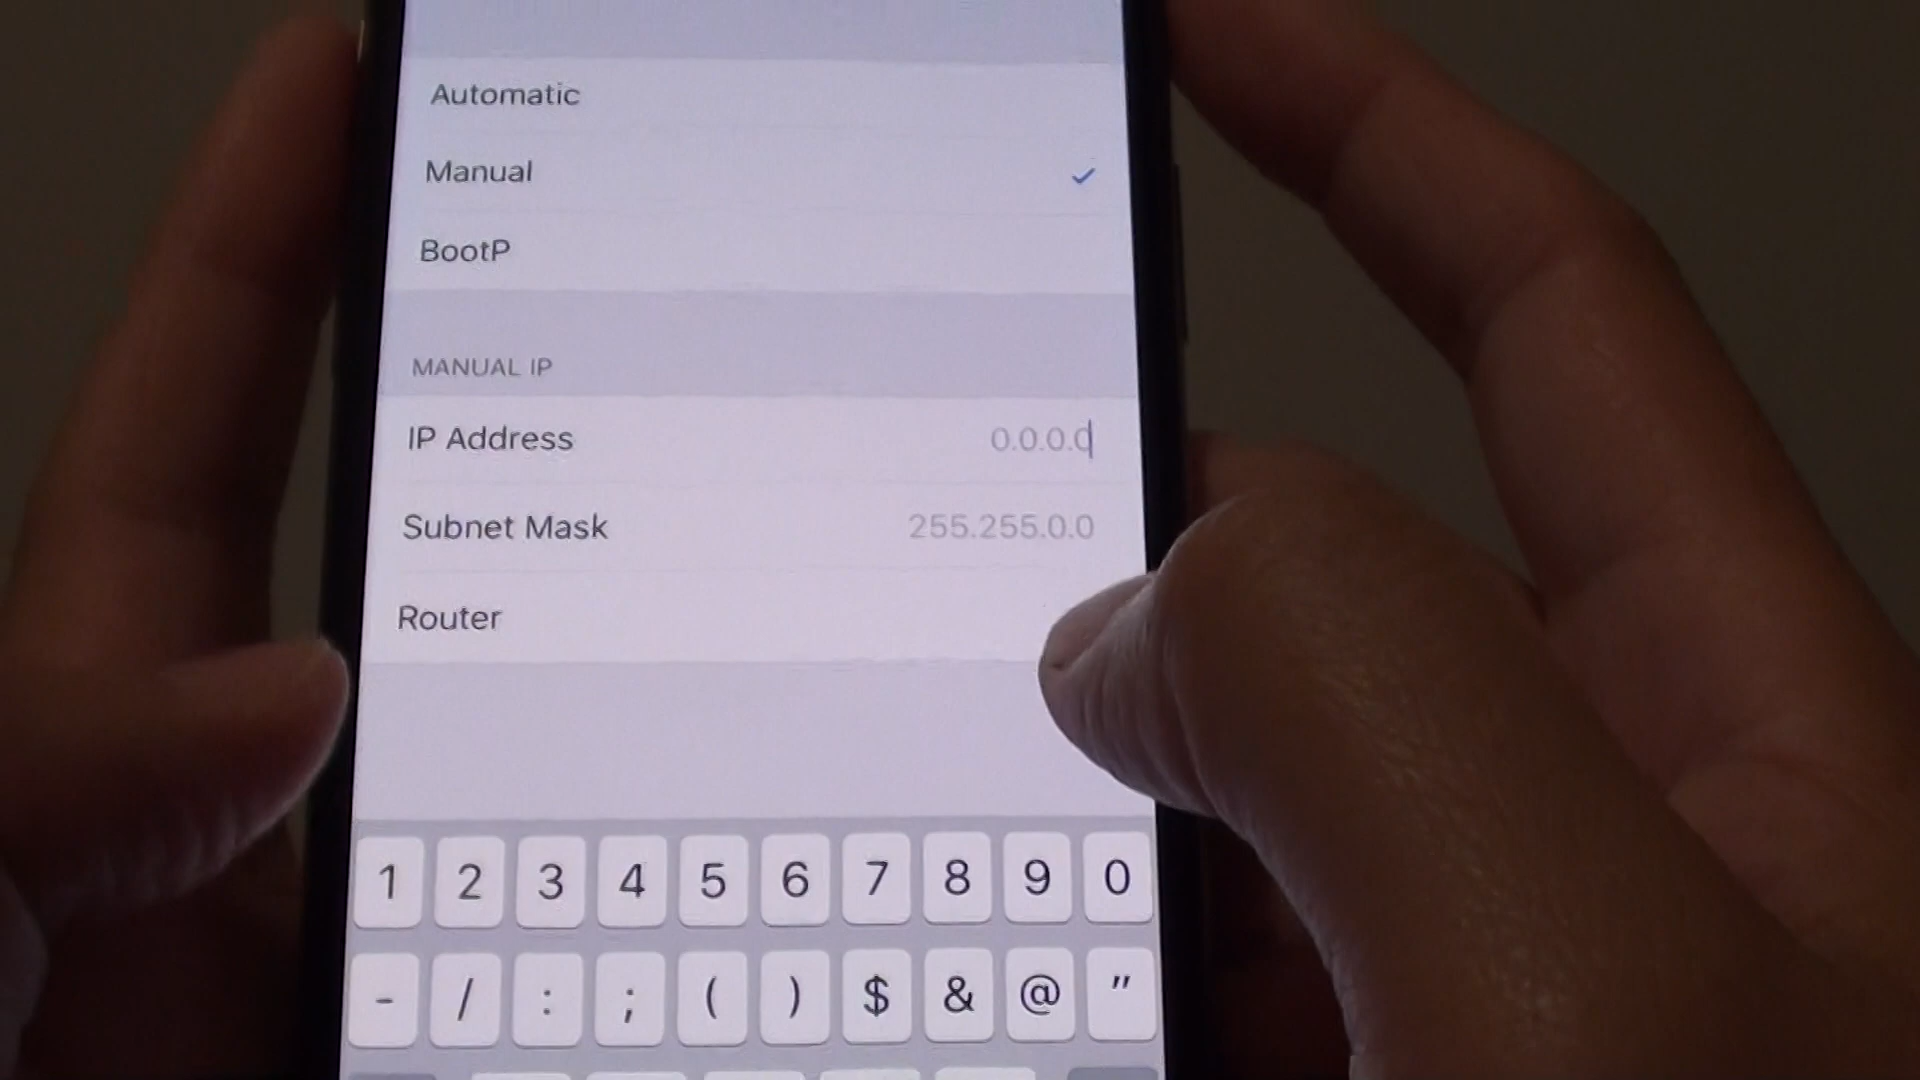 Automatic
Manual
BootP
MANUAL IP
IP Address 0.0.0.0
Subnet Mask 255.255.0.0
Router
1 2 3 4 5 6 7 8 9 0
- / : ; ( ) $ & @ "